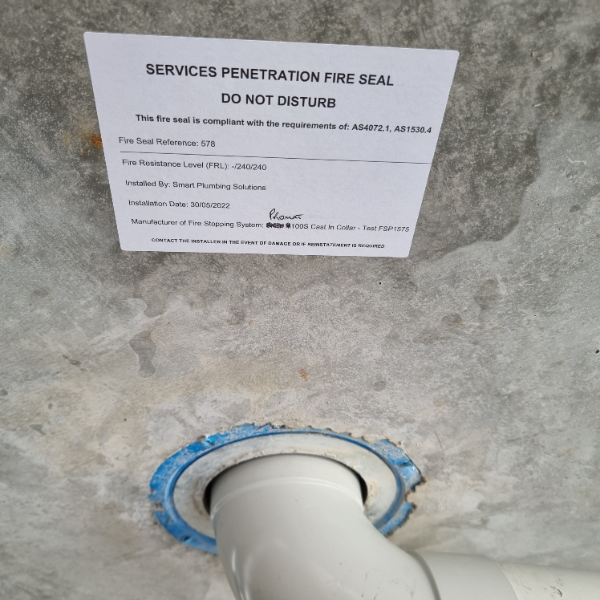 SERVICES PENETRATION FIRE SEAL
DO NOT DISTURB
This fire seal is compliant with the requirements of: AS4072.1, AS1530.4
Fire Seal Reference: 578
Fire Resistance Level (FRL): -/240/240
Installed By: Smart Plumbing Solutions
Installation Date: 30/05/2022
Manufacturer of Fire Stopping System: 100S Cast In Collar - Test FSP1575
CONTACT THE INSTALLER IN THE EVENT OF DAMAGE OR IF REINSTATEMENT IS REQUIRED